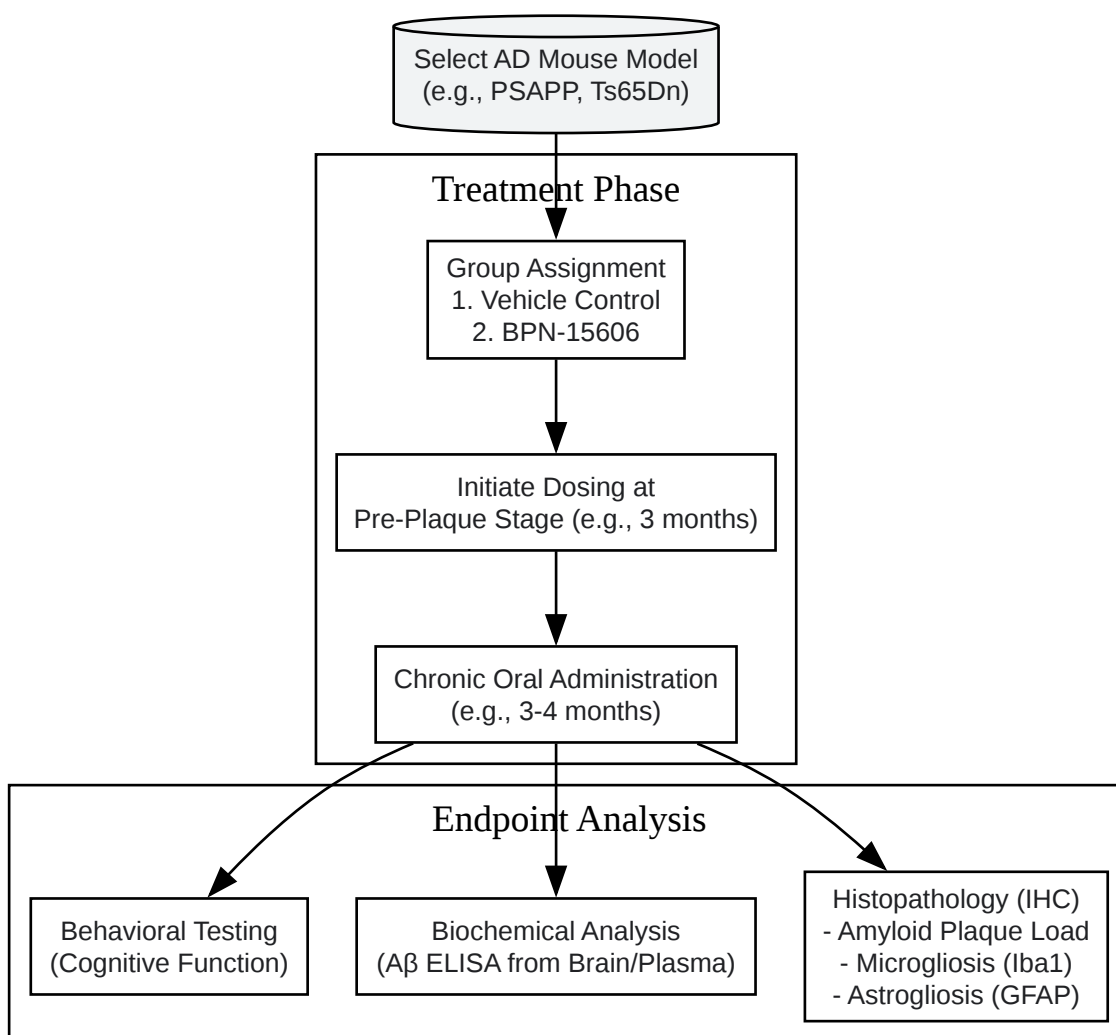 Select AD Mouse Model
(e.g., PSAPP, Ts65Dn)
Treatment Phase
Group Assignment
1. Vehicle Control
2. BPN-15606
Initiate Dosing at
Pre-Plaque Stage (e.g., 3 months)
Chronic Oral Administration
(e.g., 3-4 months)
Endpoint Analysis
Behavioral Testing
(Cognitive Function)
Biochemical Analysis
(Aβ ELISA from Brain/Plasma)
Histopathology (IHC)
- Amyloid Plaque Load
- Microgliosis (Iba1)
- Astrogliosis (GFAP)